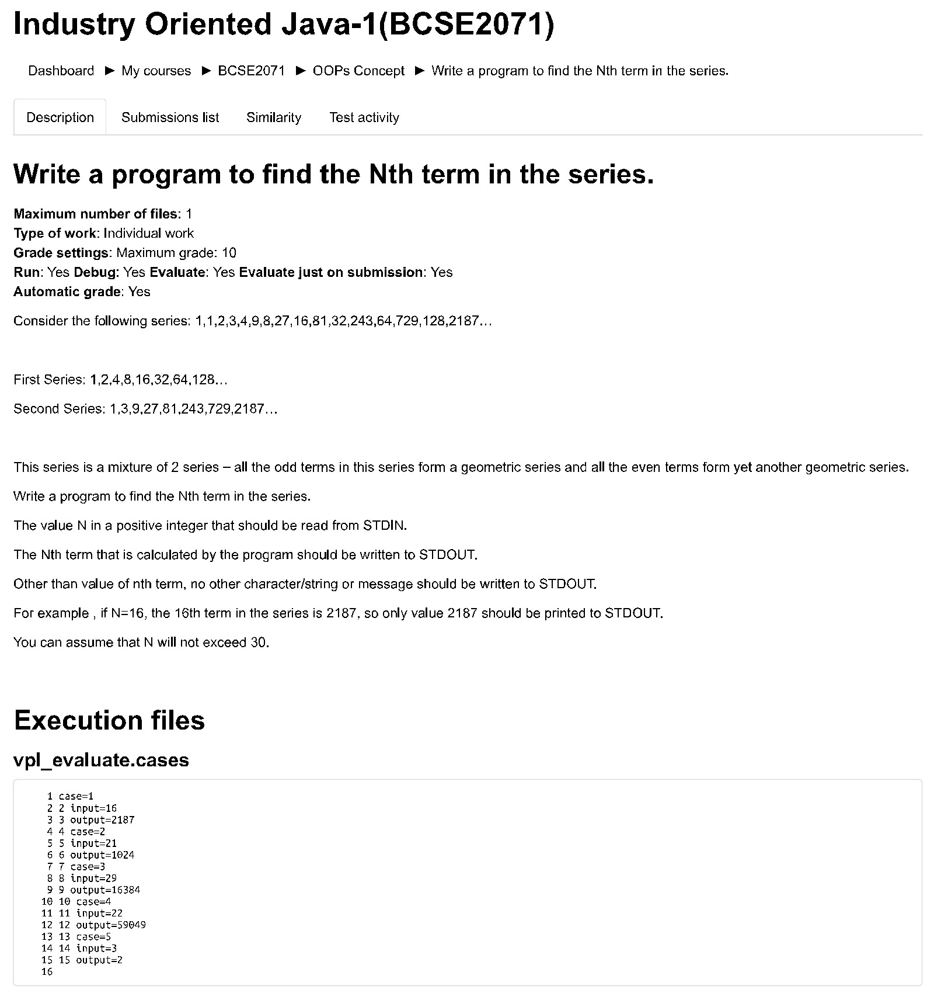 Industry Oriented Java-1(BCSE2071)
Dashboard ► My courses ► BCSE2071 ► OOPs Concept ► Write a program to find the Nth term in the series.
Description Submissions list Similarity Test activity
Write a program to find the Nth term in the series.
Maximum number of files: 1
Type of work: Individual work
Grade settings: Maximum grade: 10
Run: Yes Debug: Yes Evaluate: Yes Evaluate just on submission: Yes
Automatic grade: Yes
Consider the following series: 1,1,2,3,4,9,8,27,16,81,32,243,64,729,128,2187…
First Series: 1,2,4,8,16,32,64,128…
Second Series: 1,3,9,27,81,243,729,2187…
This series is a mixture of 2 series – all the odd terms in this series form a geometric series and all the even terms form yet another geometric series.
Write a program to find the Nth term in the series.
The value N in a positive integer that should be read from STDIN.
The Nth term that is calculated by the program should be written to STDOUT.
Other than value of nth term, no other character/string or message should be written to STDOUT.
For example , if N=16, the 16th term in the series is 2187, so only value 2187 should be printed to STDOUT.
You can assume that N will not exceed 30.
Execution files
vpl_evaluate.cases
1 case=1
2 2 input=16
3 3 output=2187
4 4 case=2
5 5 input=21
6 6 output=1024
7 7 case=3
8 8 input=29
9 9 output=16384
10 10 case=4
11 11 input=22
12 12 output=59049
13 13 case=5
14 14 input=3
15 15 output=2
16